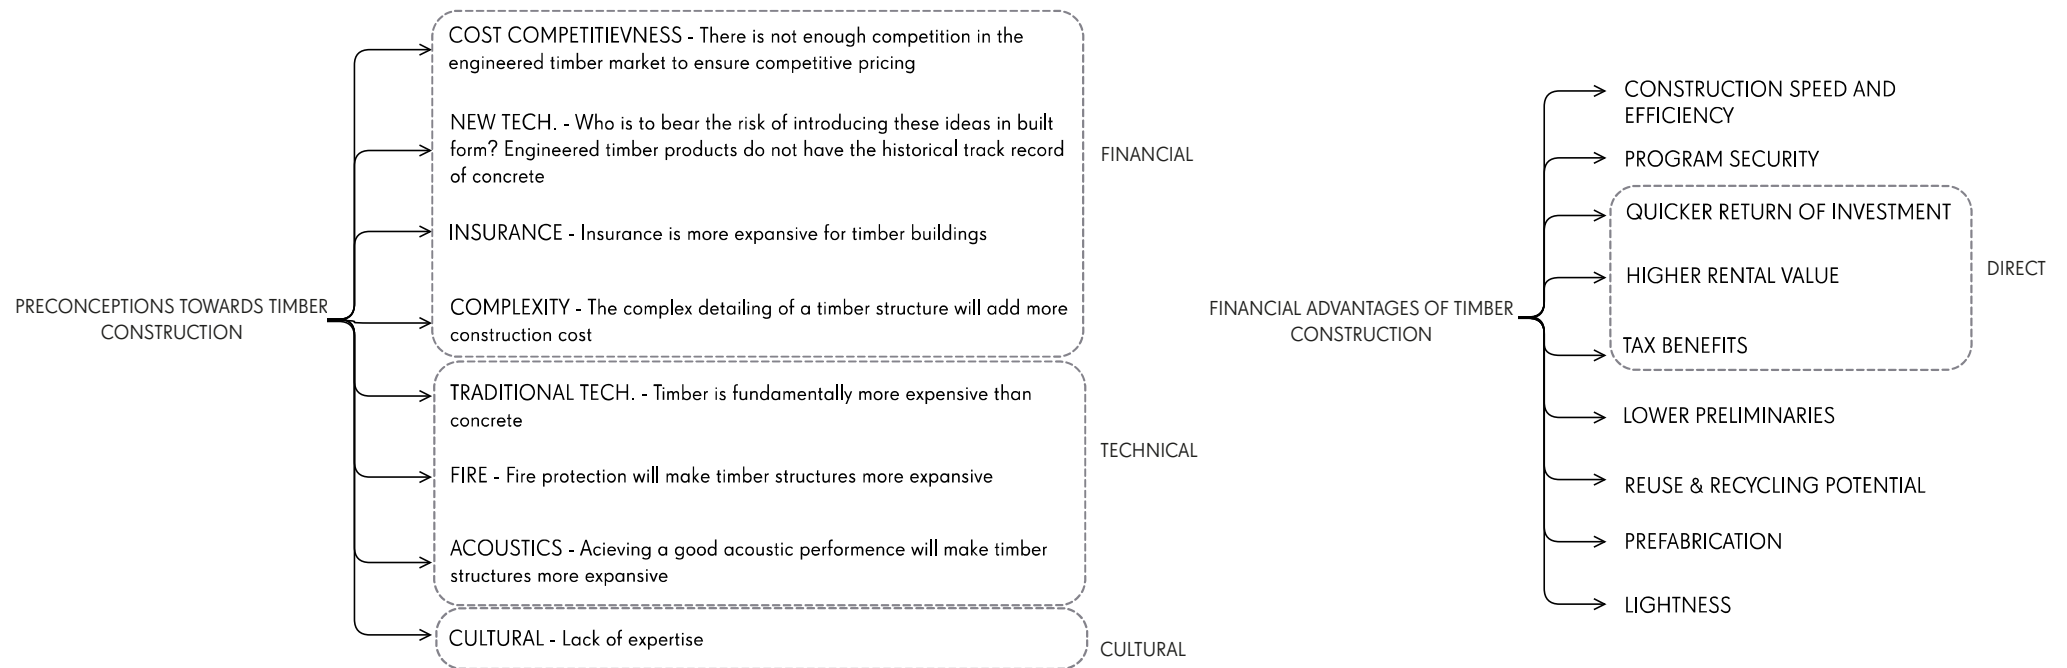 PRECONCEPTIONS TOWARDS TIMBER
CONSTRUCTION
COST COMPETITIEVNESS - There is not enough competition in the
engineered timber market to ensure competitive pricing
NEW TECH. - Who is to bear the risk of introducing these ideas in built
form? Engineered timber products do not have the historical track record
of concrete
INSURANCE - Insurance is more expansive for timber buildings
COMPLEXITY - The complex detailing of a timber structure will add more
construction cost
FINANCIAL
TRADITIONAL TECH. - Timber is fundamentally more expensive than
concrete
FIRE - Fire protection will make timber structures more expansive
ACOUSTICS - Acieving a good acoustic performence will make timber
structures more expansive
TECHNICAL
CULTURAL - Lack of expertise
CULTURAL
FINANCIAL ADVANTAGES OF TIMBER
CONSTRUCTION
CONSTRUCTION SPEED AND
EFFICIENCY
PROGRAM SECURITY
QUICKER RETURN OF INVESTMENT
HIGHER RENTAL VALUE
TAX BENEFITS
DIRECT
LOWER PRELIMINARIES
REUSE & RECYCLING POTENTIAL
PREFABRICATION
LIGHTNESS